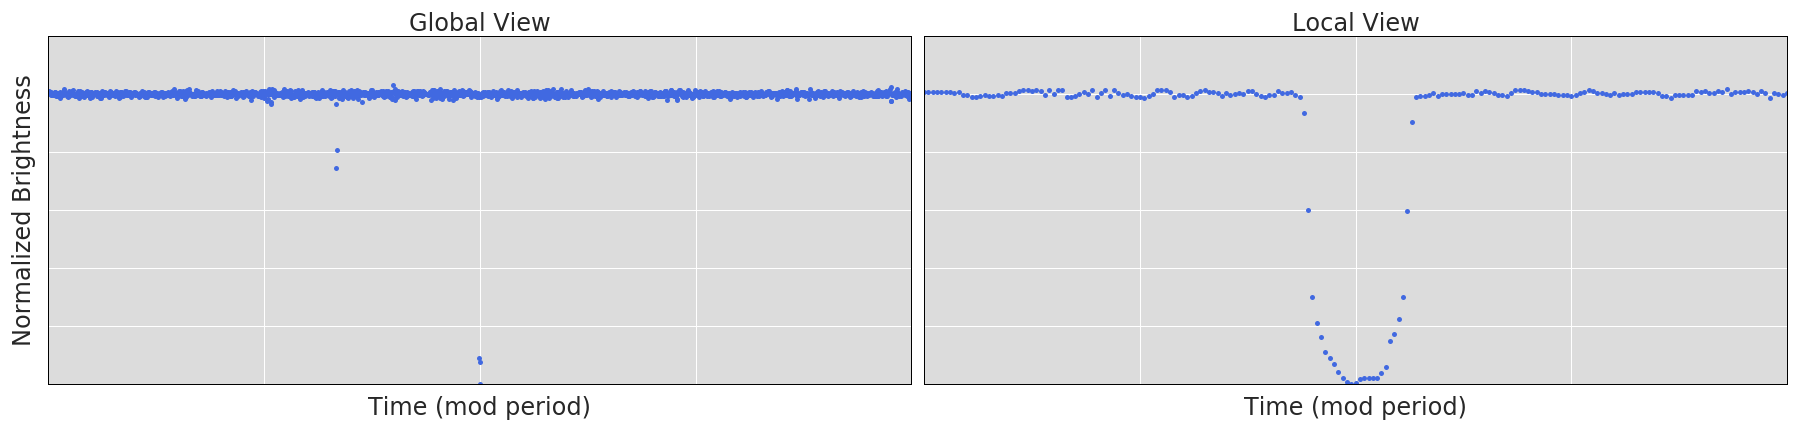 Global View
Local View
Normalized Brightness
Time (mod period)
Time (mod period)